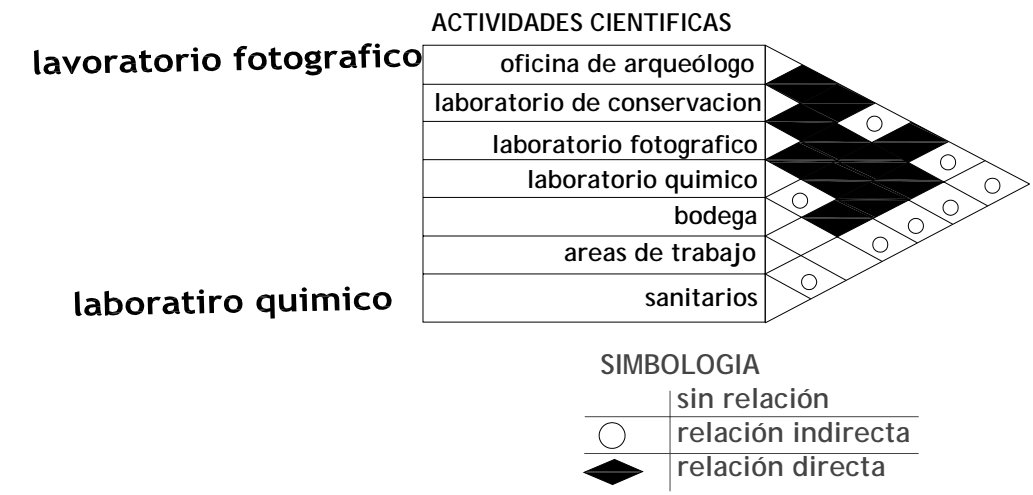 ACTIVIDADES CIENTIFICAS
lavoratorio fotografico
oficina de arqueólogo
laboratorio de conservacion
laboratorio fotografico
laboratorio quimico
bodega
areas de trabajo
laboratiro quimico
sanitarios
SIMBOLOGIA
sin relación
relación indirecta
relación directa